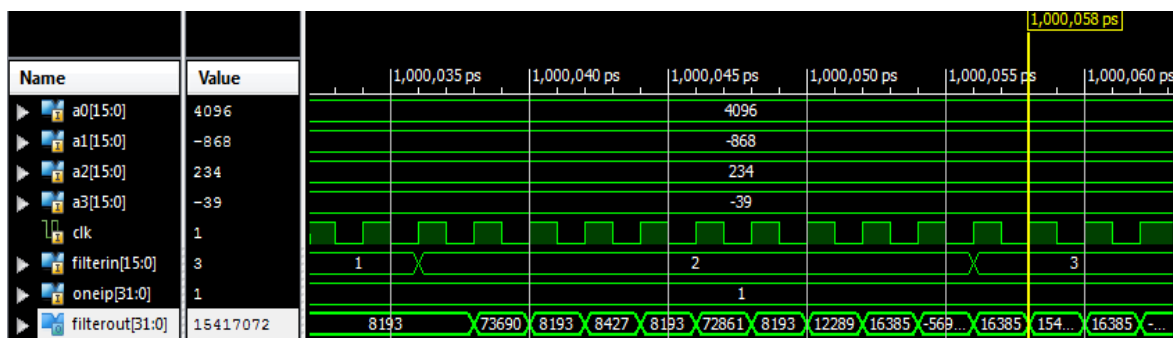 1,000,058 ps
Name Value 1,000,035 ps 1,000,040 ps 1,000,045 ps 1,000,050 ps 1,000,055 ps 1,000,060 ps
a0[15:0] 4096 4096
a1[15:0] -868 -868
a2[15:0] 234 234
a3[15:0] -39 -39
clk 1
filterin[15:0] 3 1 2 3
oneip[31:0] 1 1
filterout[31:0] 15417072 8193 73690 8193 8427 8193 72861 8193 12289 16385 -569... 16385 154... 16385 -...